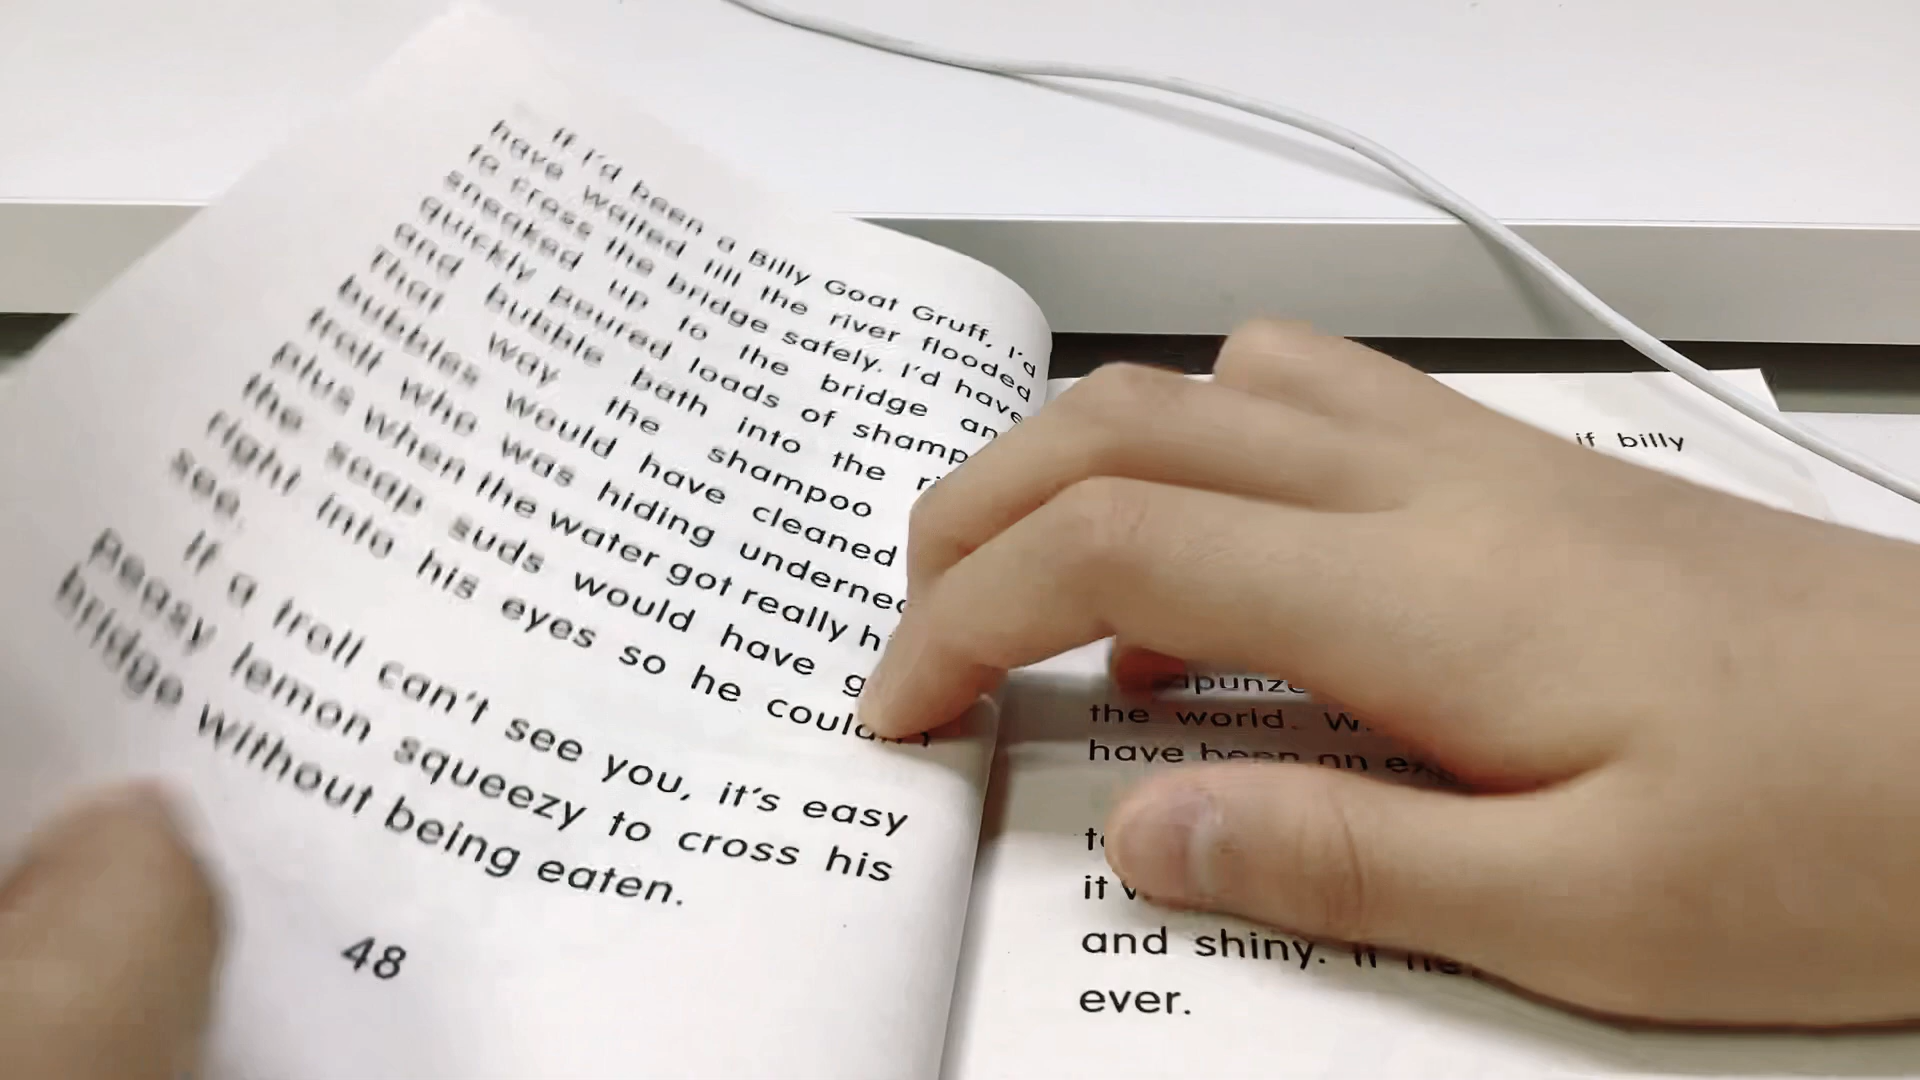 If I'd been a Billy Goat Gruff, I'd
have waited till the river flooded
to cross the bridge safely. I'd have
sneaked up to the bridge an
quickly poured loads of shamp
and bubble bath into the ri
That way the shampoo
bubbles would have cleaned
troll who was hiding undernea
plus when the water got really h
the soap suds would have g
right into his eyes so he couldn't
see.
If a troll can't see you, it's easy
peasy lemon squeezy to cross his
bridge without being eaten.
48
if billy
apunze
the world. W
have been an ex
it
and shiny. It ne
ever.